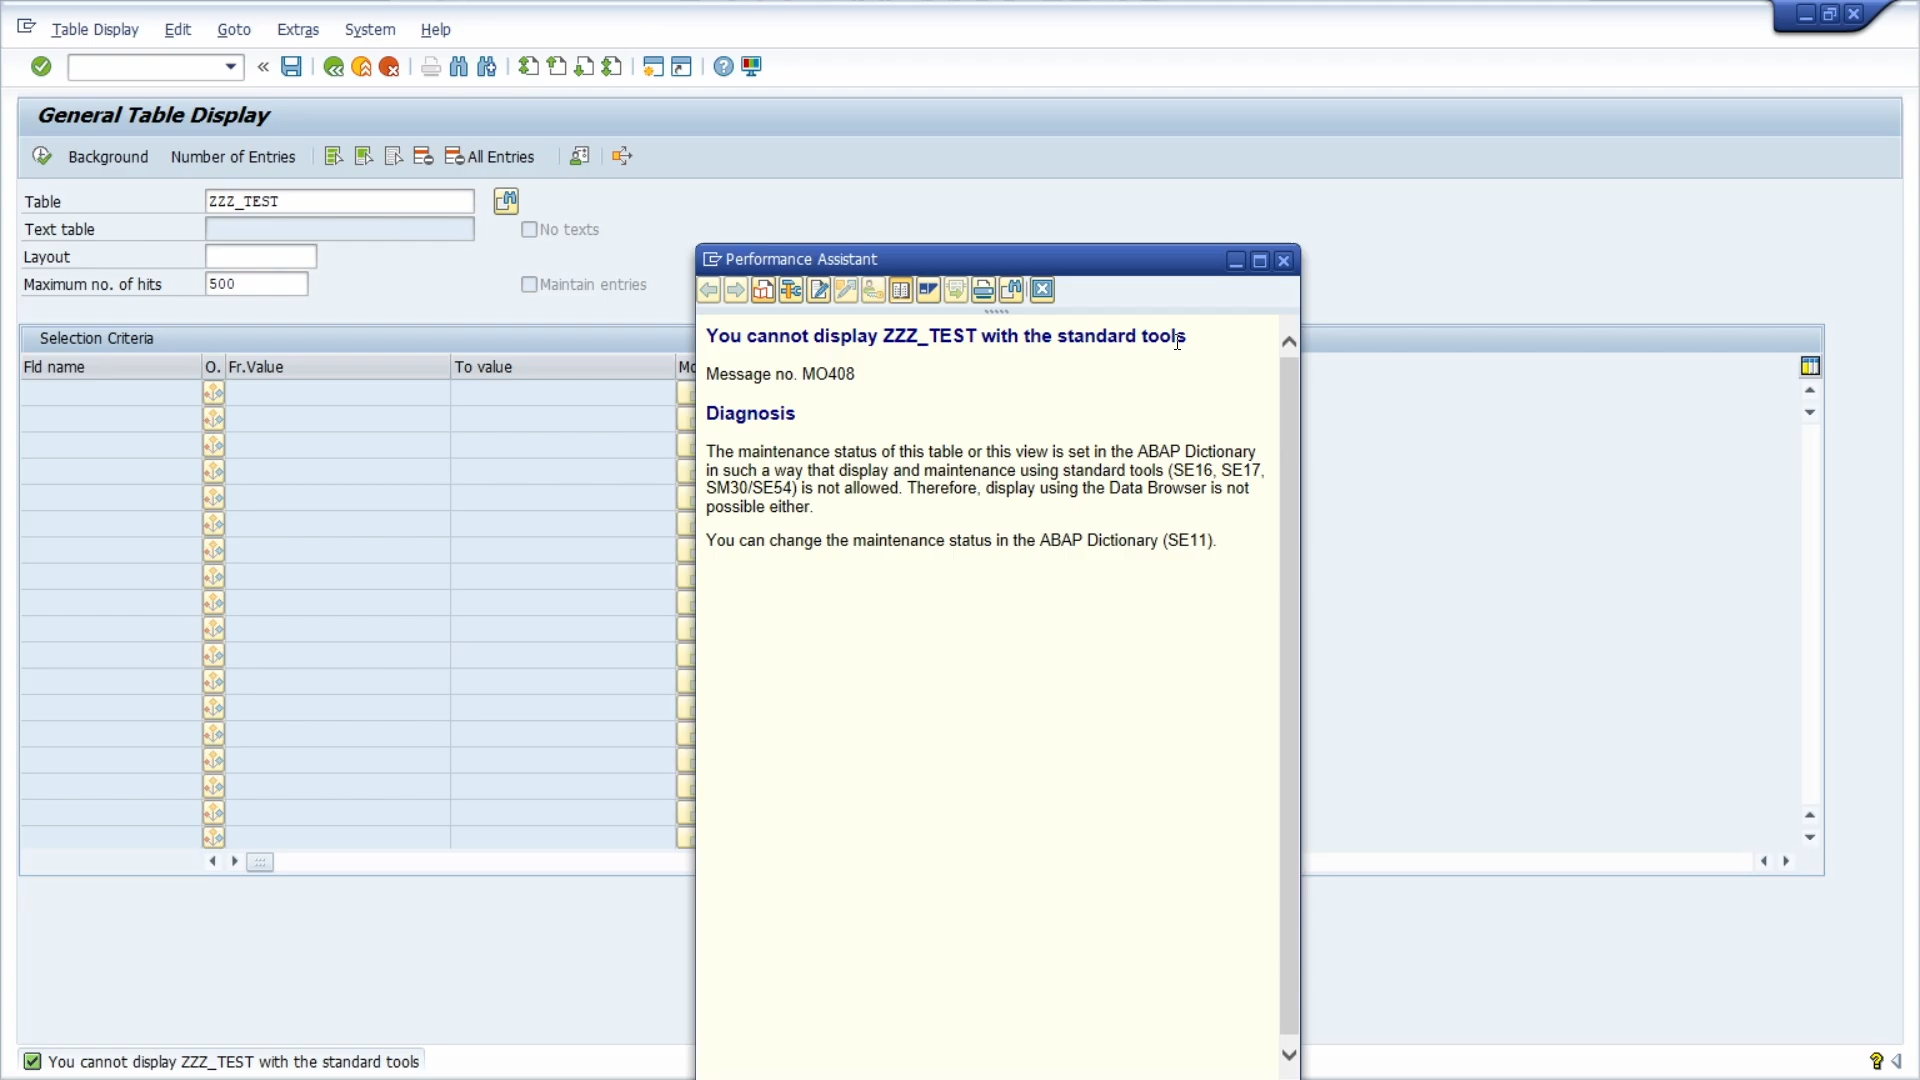 Table Display Edit Goto Extras System Help
General Table Display
Background Number of Entries All Entries
Table ZZZ_TEST
Text table No texts
Layout
Maximum no. of hits 500 Maintain entries
Selection Criteria
Fld name O. Fr.Value To value Mo
Performance Assistant
You cannot display ZZZ_TEST with the standard tools
Message no. MO408
Diagnosis
The maintenance status of this table or this view is set in the ABAP Dictionary
in such a way that display and maintenance using standard tools (SE16, SE17,
SM30/SE54) is not allowed. Therefore, display using the Data Browser is not
possible either.
You can change the maintenance status in the ABAP Dictionary (SE11).
You cannot display ZZZ_TEST with the standard tools